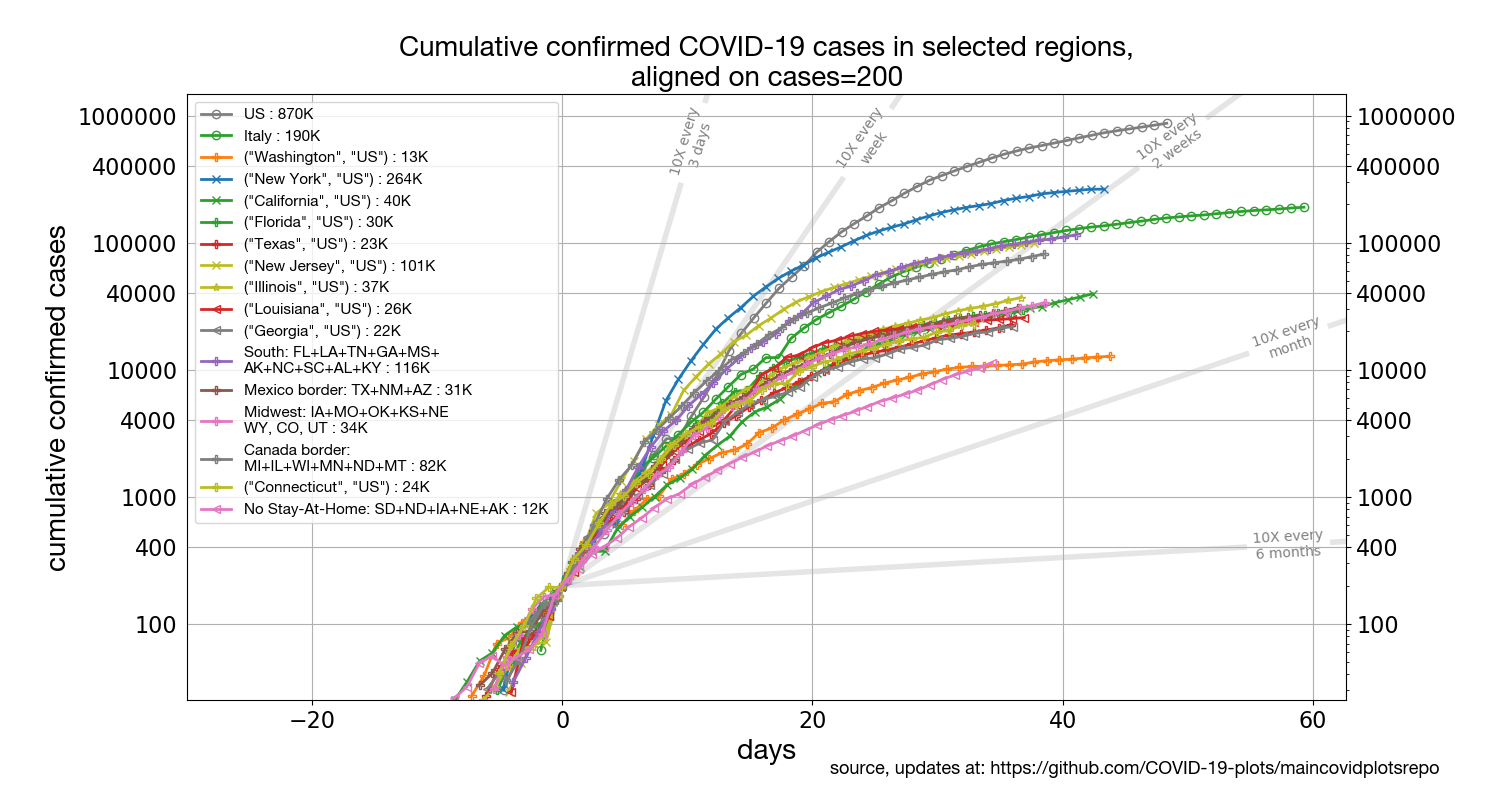 Cumulative confirmed COVID-19 cases in selected regions,
aligned on cases=200
cumulative confirmed cases
1000000
400000
100000
40000
10000
4000
1000
400
100
US : 870K
Italy : 190K
("Washington", "US") : 13K
("New York", "US") : 264K
("California", "US") : 40K
("Florida", "US") : 30K
("Texas", "US") : 23K
("New Jersey", "US") : 101K
("Illinois", "US") : 37K
("Louisiana", "US") : 26K
("Georgia", "US") : 22K
South: FL+LA+TN+GA+MS+
AK+NC+SC+AL+KY : 116K
Mexico border: TX+NM+AZ : 31K
Midwest: IA+MO+OK+KS+NE
WY, CO, UT : 34K
Canada border:
MI+IL+WI+MN+ND+MT : 82K
("Connecticut", "US") : 24K
No Stay-At-Home: SD+ND+IA+NE+AK : 12K
10X every
3 days
10X every
week
10X every
2 weeks
10X every
month
10X every
6 months
1000000
400000
100000
40000
10000
4000
1000
400
100
−20
0
20
40
60
days
source, updates at: https://github.com/COVID-19-plots/maincovidplotsrepo